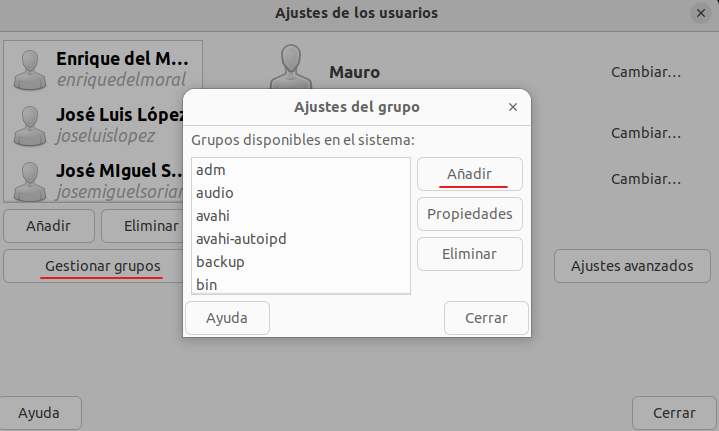 Ajustes de los usuarios
Enrique del M...
enriquedelmoral
Mauro
Cambiar...
José Luis López
joseluislopez
Cambiar...
José MIguel S...
josemiguelsorian
Cambiar...
Añadir
Eliminar
Gestionar grupos
Ajustes avanzados
Ayuda
Cerrar
Ajustes del grupo
Grupos disponibles en el sistema:
adm
audio
avahi
avahi-autoipd
backup
bin
Añadir
Propiedades
Eliminar
Ayuda
Cerrar